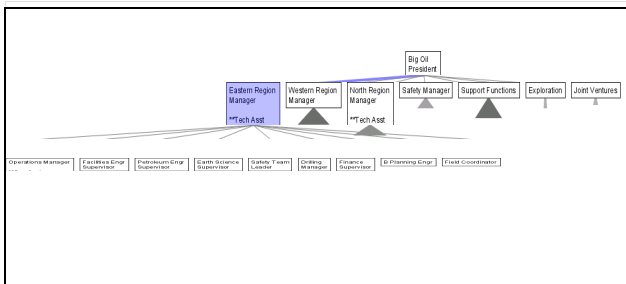 Big Oil
President
Eastern Region
Manager
**Tech Asst
Western Region
Manager
North Region
Manager
**Tech Asst
Safety Manager
Support Functions
Exploration
Joint Ventures
Operations Manager
Facilities Engr
Supervisor
Petroleum Engr
Supervisor
Earth Science
Supervisor
Safety Team
Leader
Drilling
Manager
Finance
Supervisor
B Planning Engr
Field Coordinator